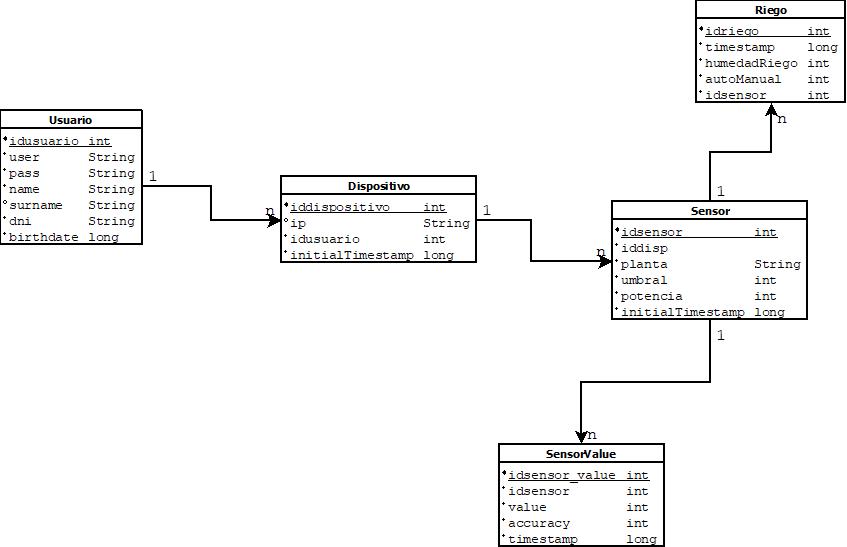 Riego
idriego int
timestamp long
humedadRiego int
autoManual int
idsensor int
n
1
Usuario
idusuario int
user String
pass String
name String
surname String
dni String
birthdate long
1
n
Dispositivo
iddispositivo int
ip String
idusuario int
initialTimestamp long
1
n
Sensor
idsensor int
iddisp
planta String
umbral int
potencia int
initialTimestamp long
1
n
SensorValue
idsensor_value int
idsensor int
value int
accuracy int
timestamp long